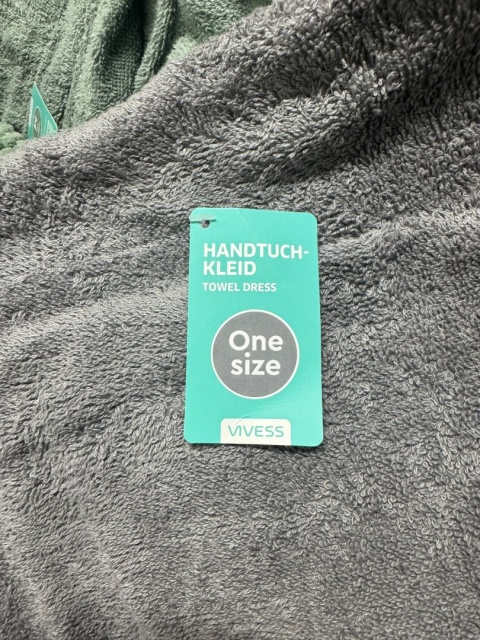 HANDTUCH-
KLEID
TOWEL DRESS
One
size
VIVESS